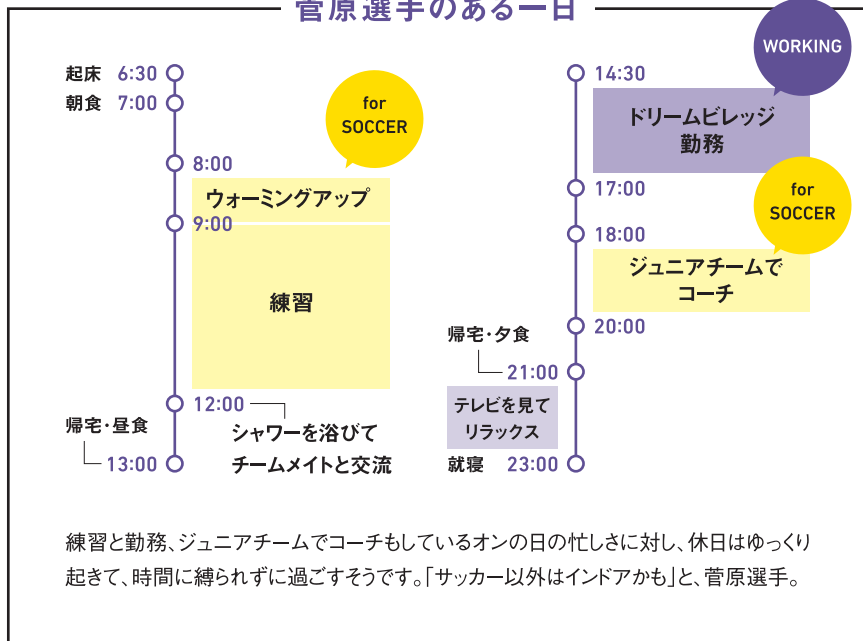 菅原選手のある一日
起床 6:30
朝食 7:00
for
SOCCER
8:00
ウォーミングアップ
9:00
練習
12:00
シャワーを浴びて
チームメイトと交流
帰宅・昼食
13:00
WORKING
14:30
ドリームビレッジ
勤務
17:00
for
SOCCER
18:00
ジュニアチームで
コーチ
20:00
帰宅・夕食
21:00
テレビを見て
リラックス
就寝 23:00
練習と勤務、ジュニアチームでコーチもしているオンの日の忙しさに対し、休日はゆっくり
起きて、時間に縛られずに過ごすそうです。「サッカー以外はインドアかも」と、菅原選手。